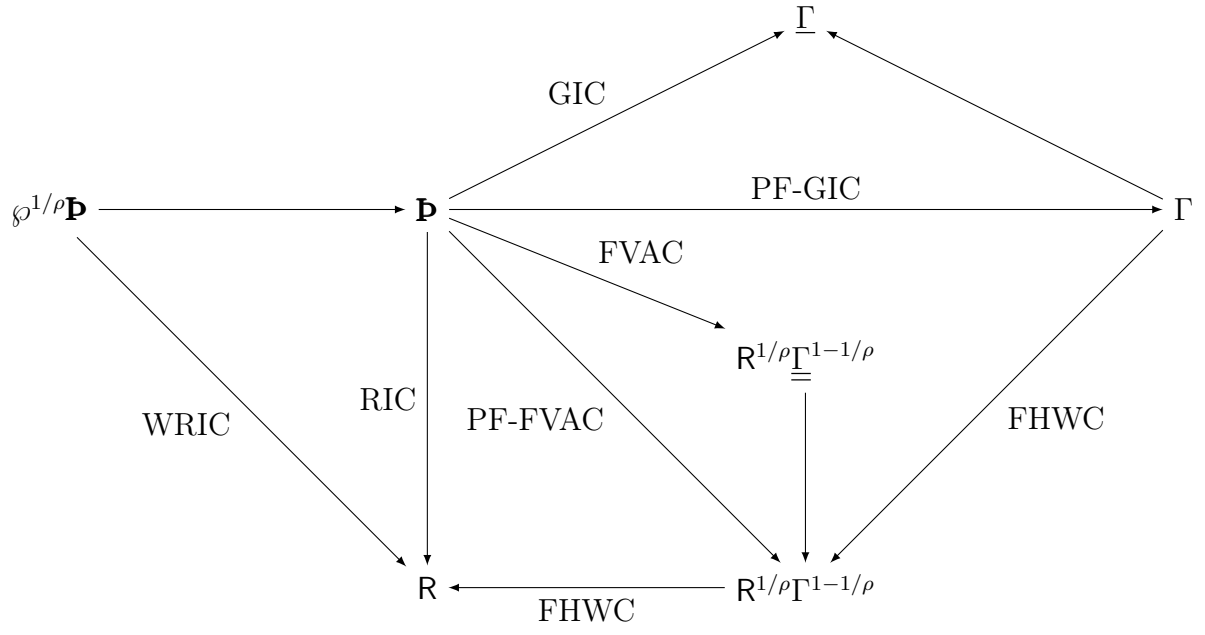 Γ
GIC
PF-GIC
℘^{1/ρ}Þ
Þ
Γ
FVAC
R^{1/ρ}Γ^{1−1/ρ}
RIC
WRIC
PF-FVAC
FHWC
R
R^{1/ρ}Γ^{1−1/ρ}
FHWC